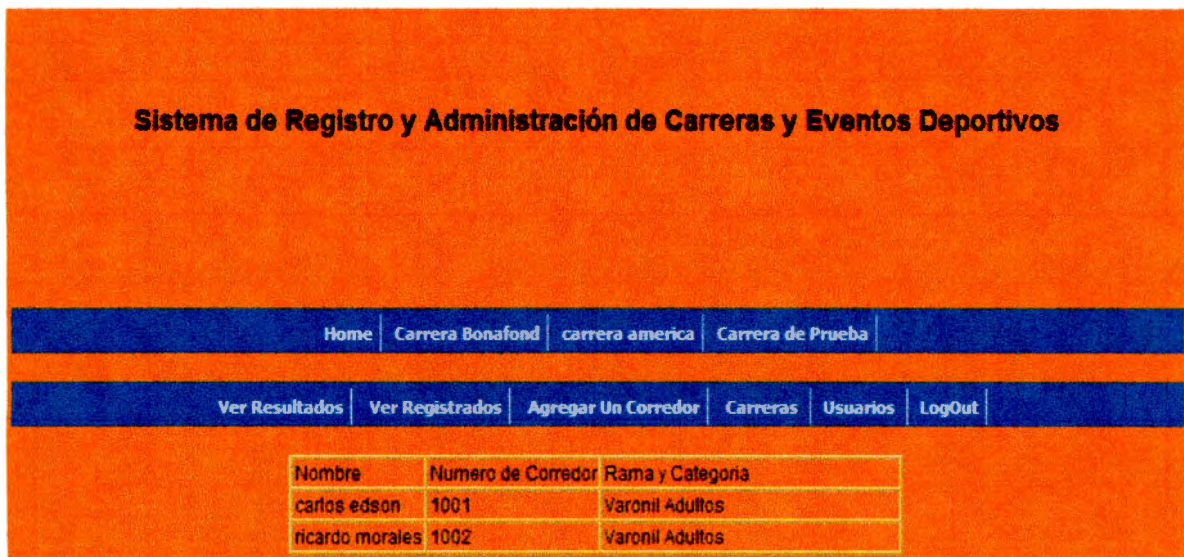 Sistema de Registro y Administración de Carreras y Eventos Deportivos
Home Carrera Bonafond carrera america Carrera de Prueba
Ver Resultados Ver Registrados Agregar Un Corredor Carreras Usuarios LogOut
Nombre Numero de Corredor Rama y Categoria
carlos edson 1001 Varonil Adultos
ricardo morales 1002 Varonil Adultos